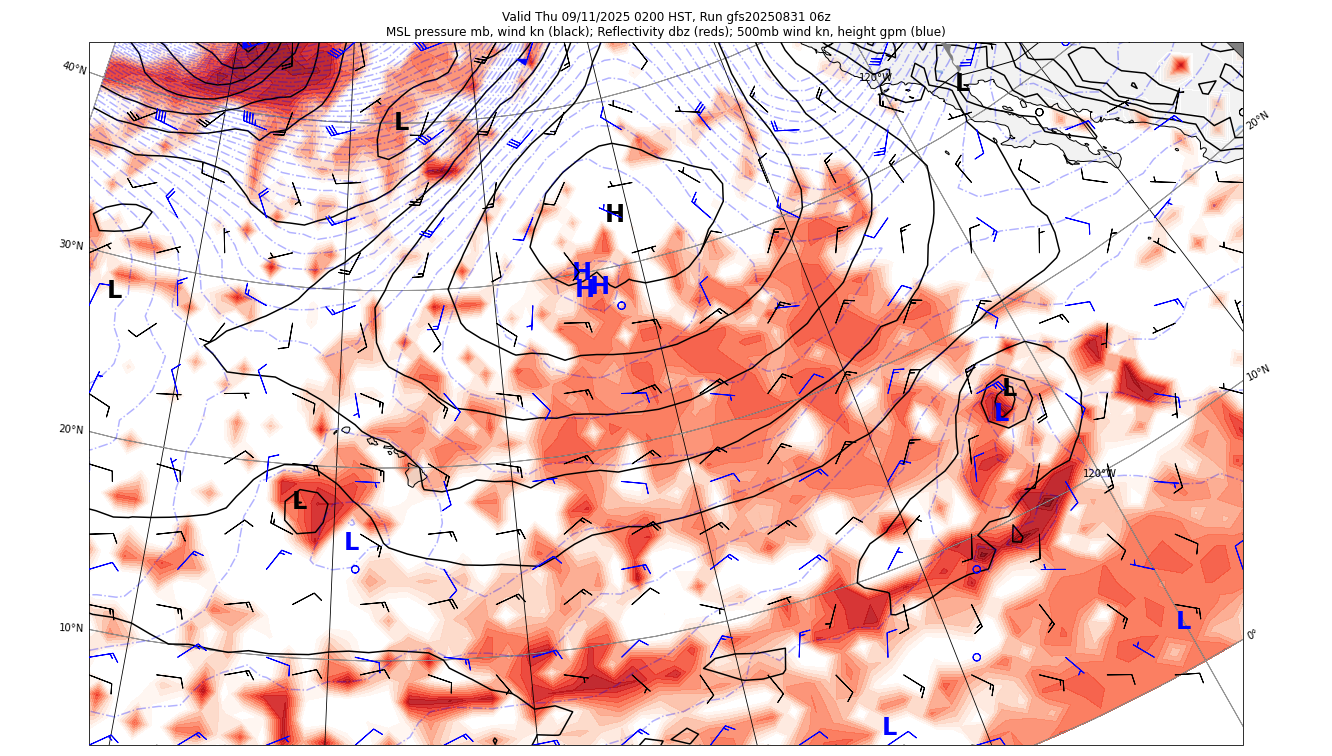 Valid Thu 09/11/2025 0200 HST, Run gfs20250831 06z
MSL pressure mb, wind kn (black); Reflectivity dbz (reds); 500mb wind kn, height gpm (blue)
40°N
120°W
L
L
20°N
H
30°N
H
H H
L
10°N
L
L
20°N
120°W
L
L
10°N
L
0°
L